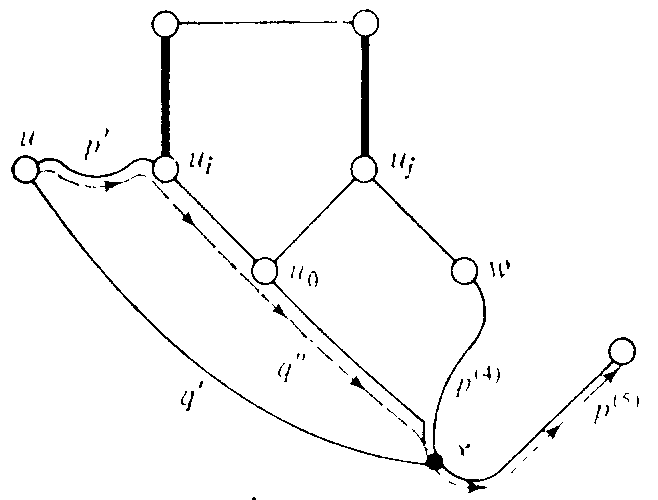 u
p'
u_i
u_j
u_0
w
q''
p^(4)
q'
p^(5)